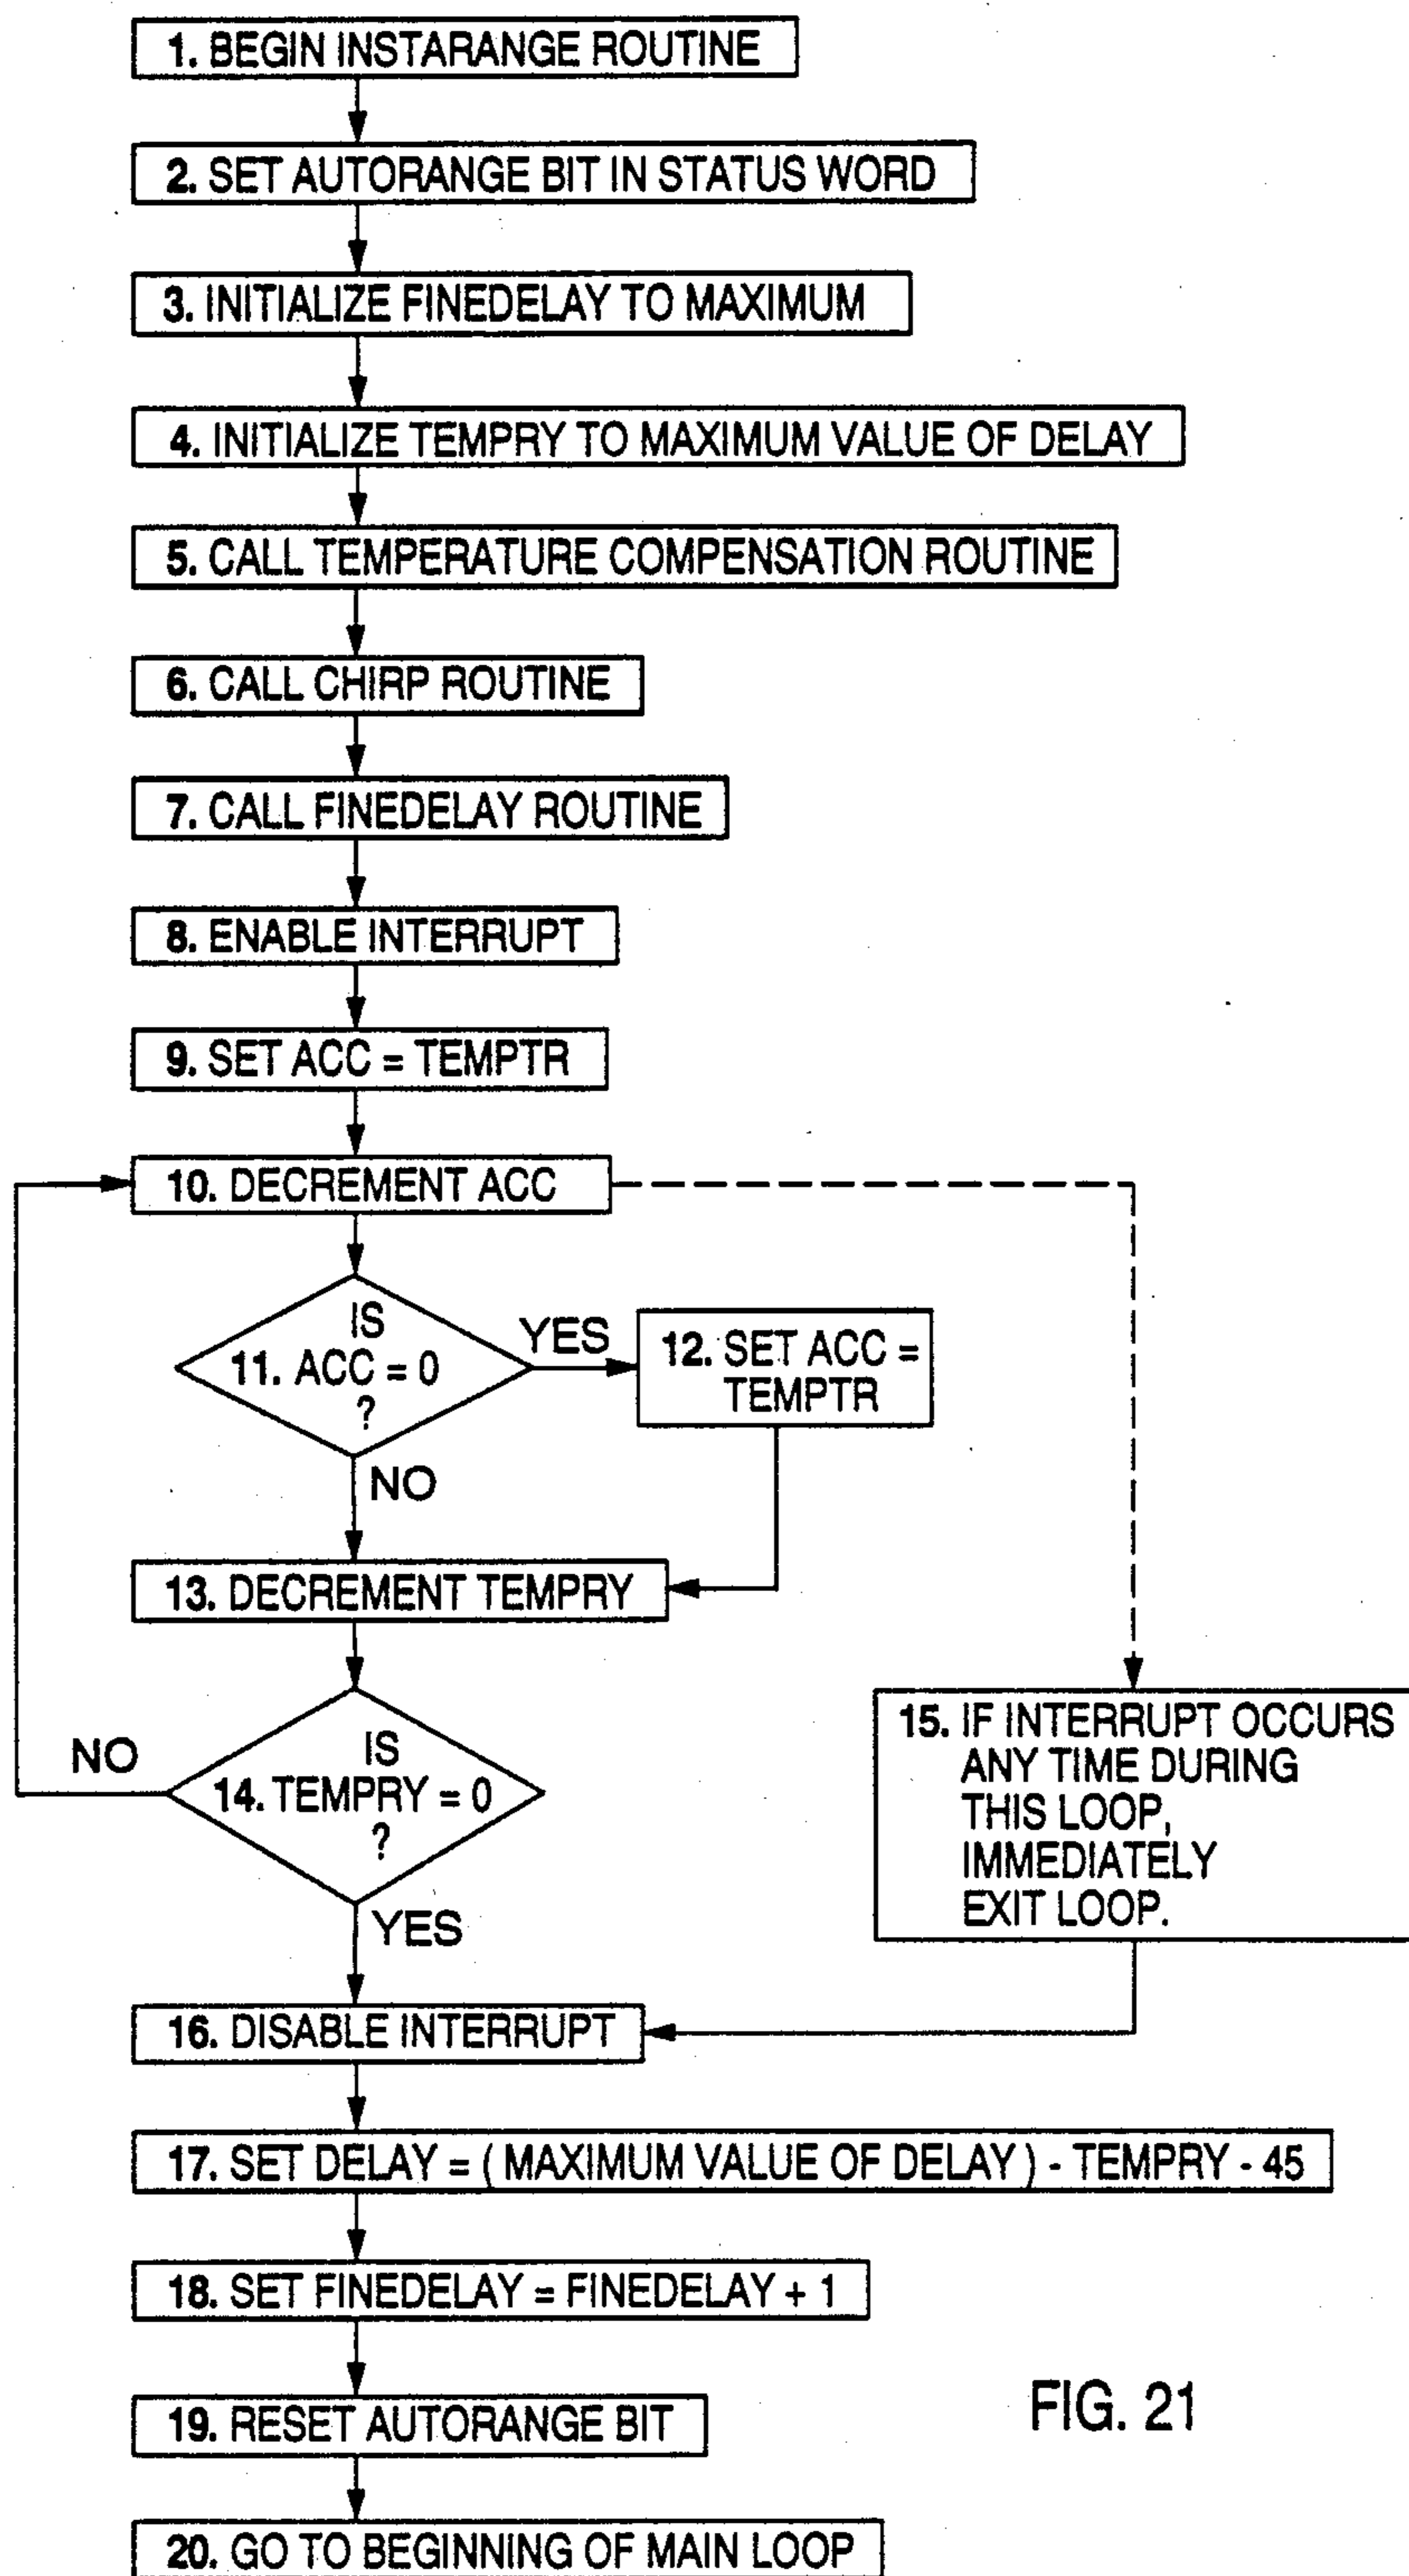 1. BEGIN INSTARANGE ROUTINE
2. SET AUTORANGE BIT IN STATUS WORD
3. INITIALIZE FINEDELAY TO MAXIMUM
4. INITIALIZE TEMPRY TO MAXIMUM VALUE OF DELAY
5. CALL TEMPERATURE COMPENSATION ROUTINE
6. CALL CHIRP ROUTINE
7. CALL FINEDELAY ROUTINE
8. ENABLE INTERRUPT
9. SET ACC = TEMPTR
10. DECREMENT ACC
IS
11. ACC = 0
?
YES
12. SET ACC =
TEMPTR
NO
13. DECREMENT TEMPRY
IS
14. TEMPRY = 0
?
NO
YES
15. IF INTERRUPT OCCURS
ANY TIME DURING
THIS LOOP,
IMMEDIATELY
EXIT LOOP.
16. DISABLE INTERRUPT
17. SET DELAY = ( MAXIMUM VALUE OF DELAY ) - TEMPRY - 45
18. SET FINEDELAY = FINEDELAY + 1
19. RESET AUTORANGE BIT
20. GO TO BEGINNING OF MAIN LOOP
FIG. 21